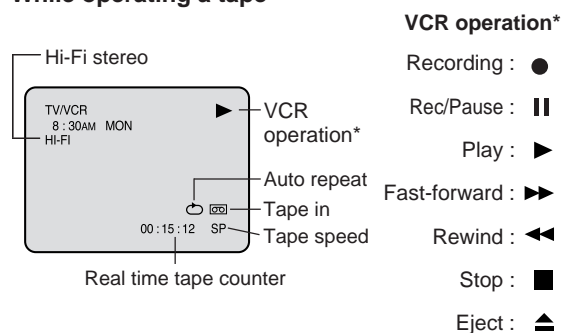 While operating a tape
VCR operation*
Hi-Fi stereo
TV/VCR
8 : 30AM MON
HI-FI
VCR
operation*
Auto repeat
Tape in
00 : 15 : 12 SP
Tape speed
Real time tape counter
Recording :
Rec/Pause :
Play :
Fast-forward :
Rewind :
Stop :
Eject :